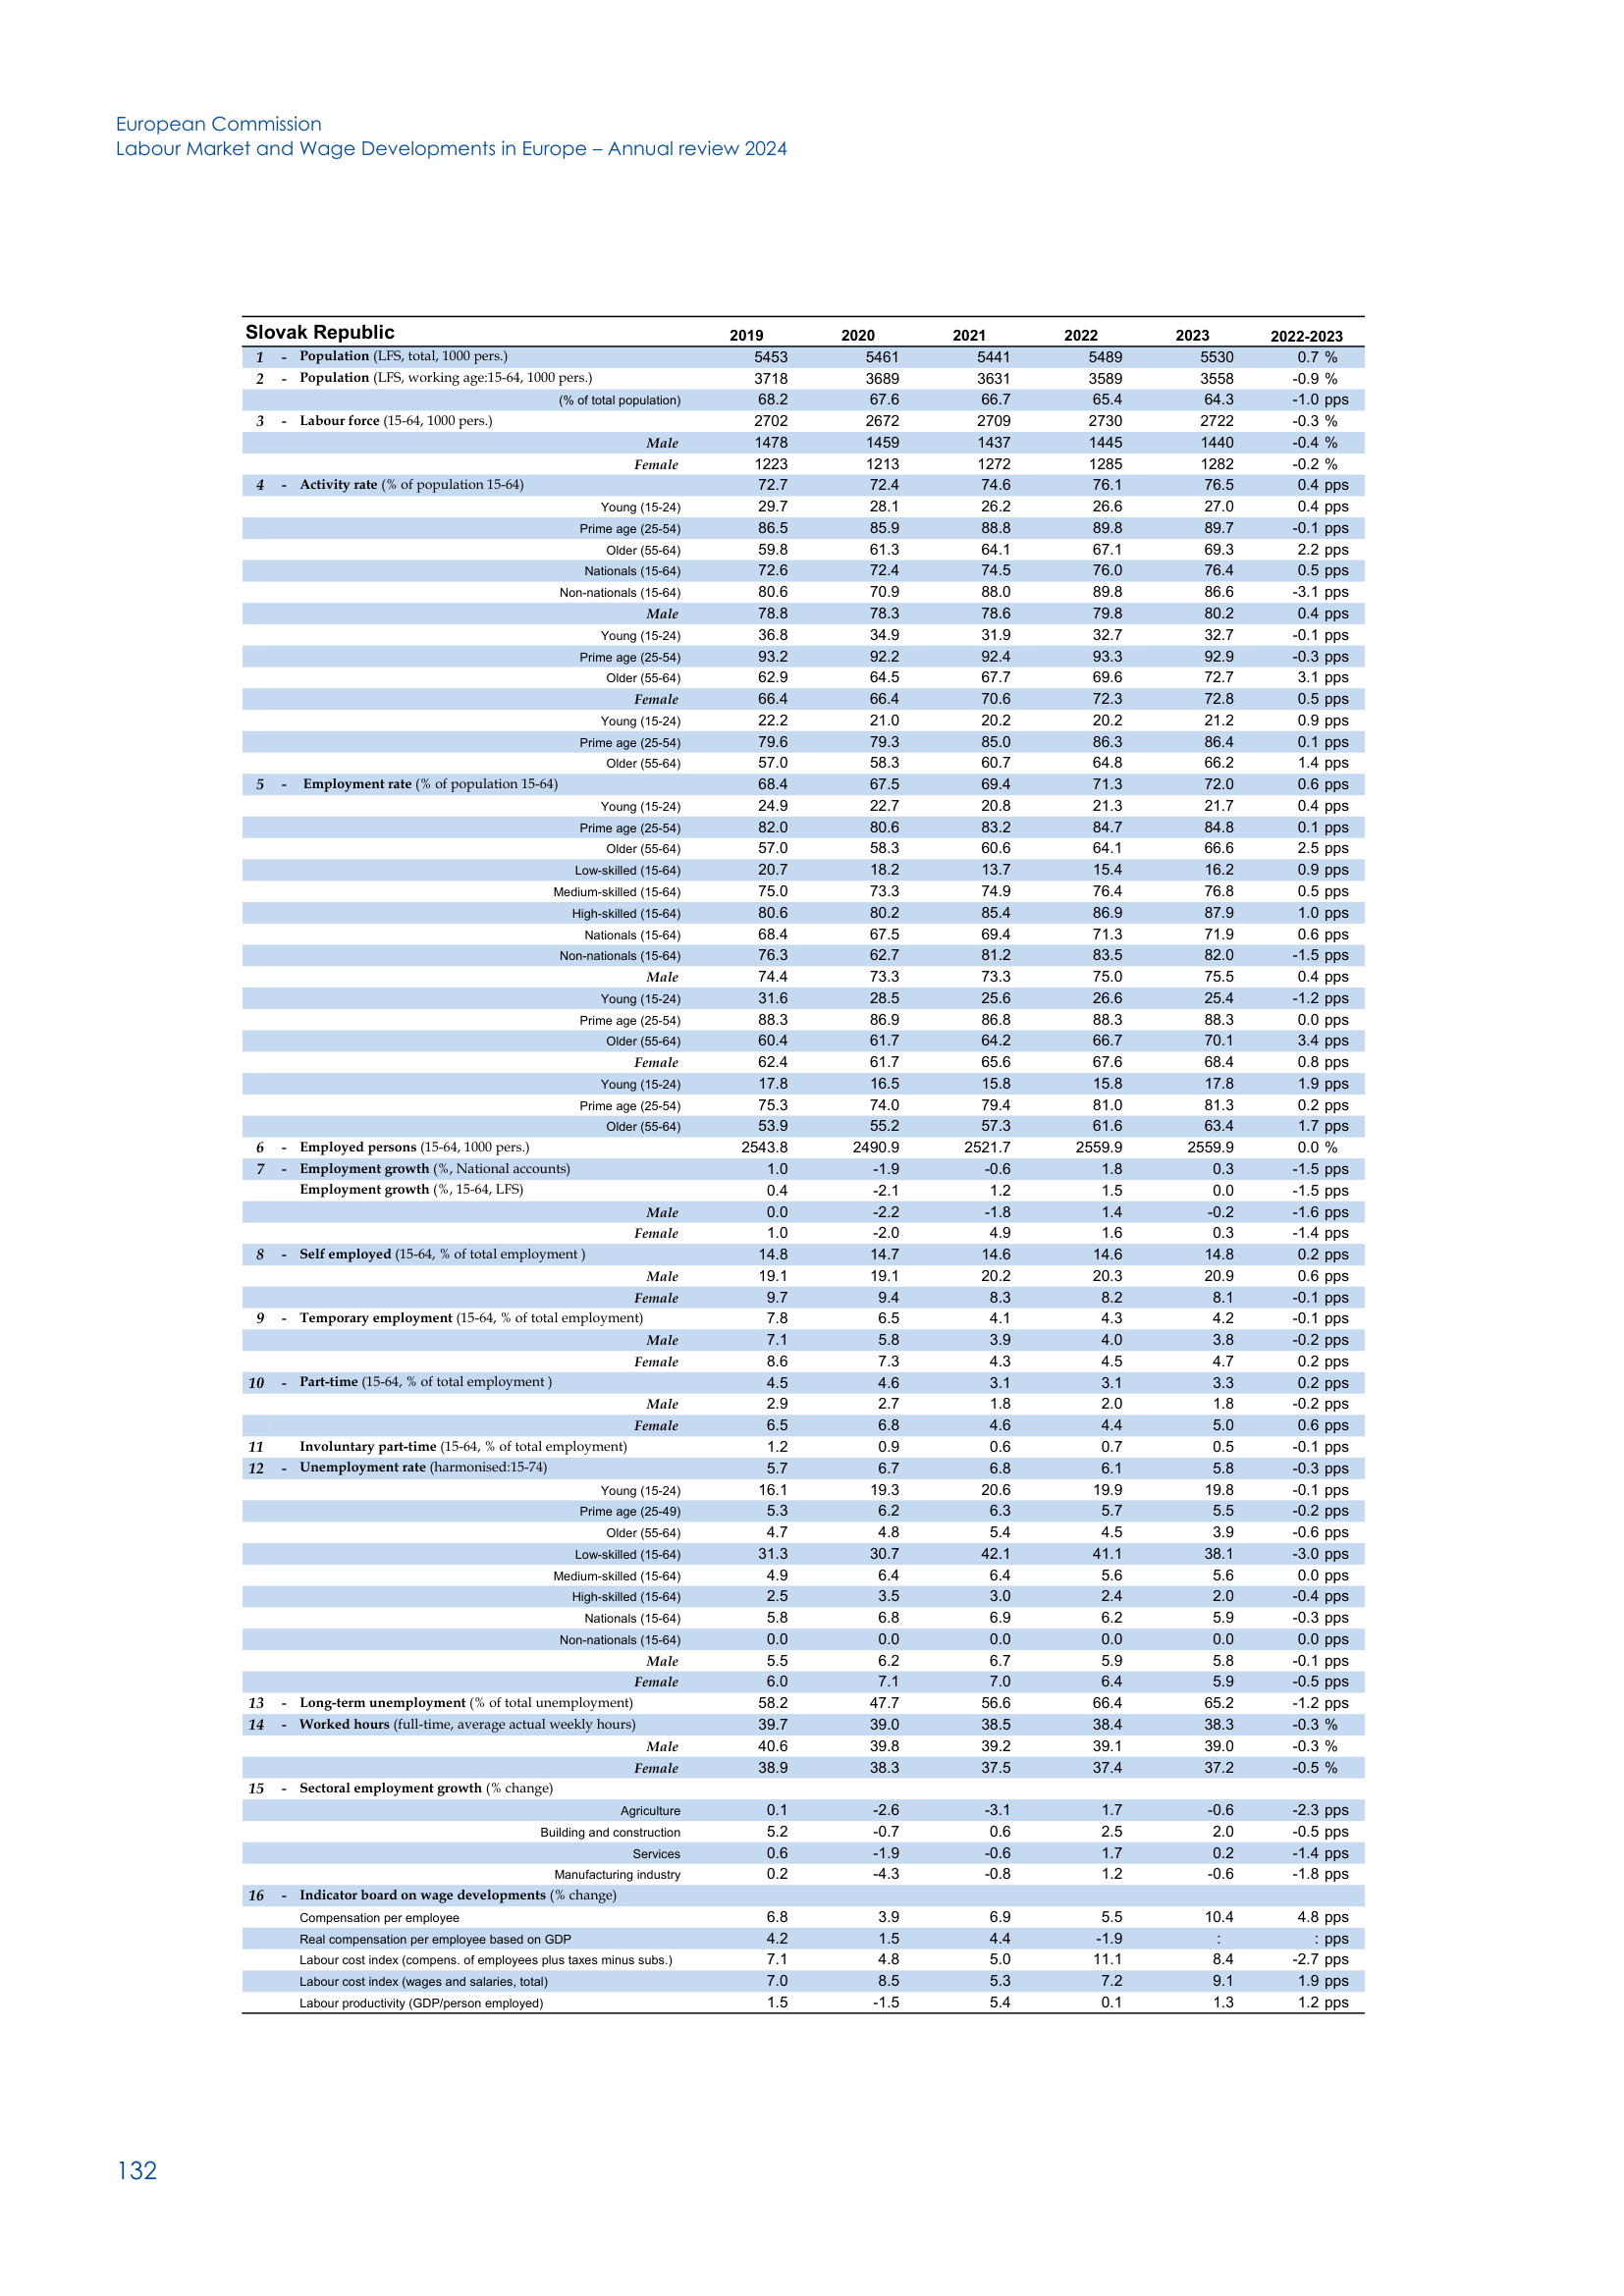 European Commission
Labour Market and Wage Developments in Europe – Annual review 2024
Slovak Republic 2019 2020 2021 2022 2023 2022-2023
1 - Population (LFS, total, 1000 pers.) 5453 5461 5441 5489 5530 0.7 %
2 - Population (LFS, working age:15-64, 1000 pers.) 3718 3689 3631 3589 3558 -0.9 %
(% of total population) 68.2 67.6 66.7 65.4 64.3 -1.0 pps
3 - Labour force (15-64, 1000 pers.) 2702 2672 2709 2730 2722 -0.3 %
Male 1478 1459 1437 1445 1440 -0.4 %
Female 1223 1213 1272 1285 1282 -0.2 %
4 - Activity rate (% of population 15-64) 72.7 72.4 74.6 76.1 76.5 0.4 pps
Young (15-24) 29.7 28.1 26.2 26.6 27.0 0.4 pps
Prime age (25-54) 86.5 85.9 88.8 89.8 89.7 -0.1 pps
Older (55-64) 59.8 61.3 64.1 67.1 69.3 2.2 pps
Nationals (15-64) 72.6 72.4 74.5 76.0 76.4 0.5 pps
Non-nationals (15-64) 80.6 70.9 88.0 89.8 86.6 -3.1 pps
Male 78.8 78.3 78.6 79.8 80.2 0.4 pps
Young (15-24) 36.8 34.9 31.9 32.7 32.7 -0.1 pps
Prime age (25-54) 93.2 92.2 92.4 93.3 92.9 -0.3 pps
Older (55-64) 62.9 64.5 67.7 69.6 72.7 3.1 pps
Female 66.4 66.4 70.6 72.3 72.8 0.5 pps
Young (15-24) 22.2 21.0 20.2 20.2 21.2 0.9 pps
Prime age (25-54) 79.6 79.3 85.0 86.3 86.4 0.1 pps
Older (55-64) 57.0 58.3 60.7 64.8 66.2 1.4 pps
5 - Employment rate (% of population 15-64) 68.4 67.5 69.4 71.3 72.0 0.6 pps
Young (15-24) 24.9 22.7 20.8 21.3 21.7 0.4 pps
Prime age (25-54) 82.0 80.6 83.2 84.7 84.8 0.1 pps
Older (55-64) 57.0 58.3 60.6 64.1 66.6 2.5 pps
Low-skilled (15-64) 20.7 18.2 13.7 15.4 16.2 0.9 pps
Medium-skilled (15-64) 75.0 73.3 74.9 76.4 76.8 0.5 pps
High-skilled (15-64) 80.6 80.2 85.4 86.9 87.9 1.0 pps
Nationals (15-64) 68.4 67.5 69.4 71.3 71.9 0.6 pps
Non-nationals (15-64) 76.3 62.7 81.2 83.5 82.0 -1.5 pps
Male 74.4 73.3 73.3 75.0 75.5 0.4 pps
Young (15-24) 31.6 28.5 25.6 26.6 25.4 -1.2 pps
Prime age (25-54) 88.3 86.9 86.8 88.3 88.3 0.0 pps
Older (55-64) 60.4 61.7 64.2 66.7 70.1 3.4 pps
Female 62.4 61.7 65.6 67.6 68.4 0.8 pps
Young (15-24) 17.8 16.5 15.8 15.8 17.8 1.9 pps
Prime age (25-54) 75.3 74.0 79.4 81.0 81.3 0.2 pps
Older (55-64) 53.9 55.2 57.3 61.6 63.4 1.7 pps
6 - Employed persons (15-64, 1000 pers.) 2543.8 2490.9 2521.7 2559.9 2559.9 0.0 %
7 - Employment growth (%, National accounts) 1.0 -1.9 -0.6 1.8 0.3 -1.5 pps
Employment growth (%, 15-64, LFS) 0.4 -2.1 1.2 1.5 0.0 -1.5 pps
Male 0.0 -2.2 -1.8 1.4 -0.2 -1.6 pps
Female 1.0 -2.0 4.9 1.6 0.3 -1.4 pps
8 - Self employed (15-64, % of total employment ) 14.8 14.7 14.6 14.6 14.8 0.2 pps
Male 19.1 19.1 20.2 20.3 20.9 0.6 pps
Female 9.7 9.4 8.3 8.2 8.1 -0.1 pps
9 - Temporary employment (15-64, % of total employment) 7.8 6.5 4.1 4.3 4.2 -0.1 pps
Male 7.1 5.8 3.9 4.0 3.8 -0.2 pps
Female 8.6 7.3 4.3 4.5 4.7 0.2 pps
10 - Part-time (15-64, % of total employment ) 4.5 4.6 3.1 3.1 3.3 0.2 pps
Male 2.9 2.7 1.8 2.0 1.8 -0.2 pps
Female 6.5 6.8 4.6 4.4 5.0 0.6 pps
11 Involuntary part-time (15-64, % of total employment) 1.2 0.9 0.6 0.7 0.5 -0.1 pps
12 - Unemployment rate (harmonised:15-74) 5.7 6.7 6.8 6.1 5.8 -0.3 pps
Young (15-24) 16.1 19.3 20.6 19.9 19.8 -0.1 pps
Prime age (25-49) 5.3 6.2 6.3 5.7 5.5 -0.2 pps
Older (55-64) 4.7 4.8 5.4 4.5 3.9 -0.6 pps
Low-skilled (15-64) 31.3 30.7 42.1 41.1 38.1 -3.0 pps
Medium-skilled (15-64) 4.9 6.4 6.4 5.6 5.6 0.0 pps
High-skilled (15-64) 2.5 3.5 3.0 2.4 2.0 -0.4 pps
Nationals (15-64) 5.8 6.8 6.9 6.2 5.9 -0.3 pps
Non-nationals (15-64) 0.0 0.0 0.0 0.0 0.0 0.0 pps
Male 5.5 6.2 6.7 5.9 5.8 -0.1 pps
Female 6.0 7.1 7.0 6.4 5.9 -0.5 pps
13 - Long-term unemployment (% of total unemployment) 58.2 47.7 56.6 66.4 65.2 -1.2 pps
14 - Worked hours (full-time, average actual weekly hours) 39.7 39.0 38.5 38.4 38.3 -0.3 %
Male 40.6 39.8 39.2 39.1 39.0 -0.3 %
Female 38.9 38.3 37.5 37.4 37.2 -0.5 %
15 - Sectoral employment growth (% change)
Agriculture 0.1 -2.6 -3.1 1.7 -0.6 -2.3 pps
Building and construction 5.2 -0.7 0.6 2.5 2.0 -0.5 pps
Services 0.6 -1.9 -0.6 1.7 0.2 -1.4 pps
Manufacturing industry 0.2 -4.3 -0.8 1.2 -0.6 -1.8 pps
16 - Indicator board on wage developments (% change)
Compensation per employee 6.8 3.9 6.9 5.5 10.4 4.8 pps
Real compensation per employee based on GDP 4.2 1.5 4.4 -1.9 : : pps
Labour cost index (compens. of employees plus taxes minus subs.) 7.1 4.8 5.0 11.1 8.4 -2.7 pps
Labour cost index (wages and salaries, total) 7.0 8.5 5.3 7.2 9.1 1.9 pps
Labour productivity (GDP/person employed) 1.5 -1.5 5.4 0.1 1.3 1.2 pps
132